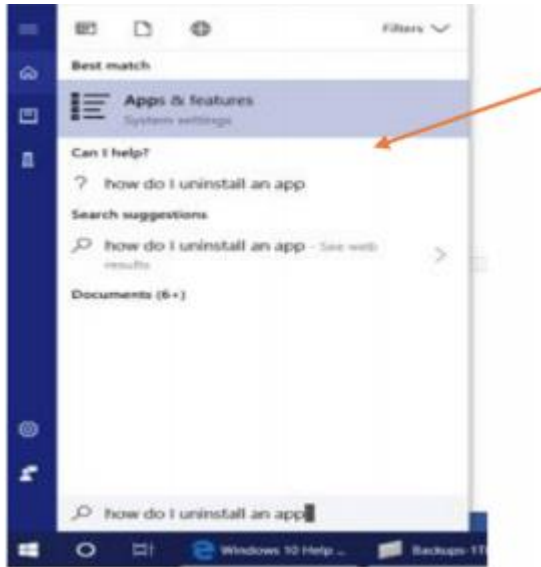 Filters
Best match
Apps & features
System settings
Can I help?
? how do I uninstall an app
Search suggestions
how do I uninstall an app - See web
results
Documents (6+)
how do I uninstall an app
Windows 10 Help ...
Backups-1T